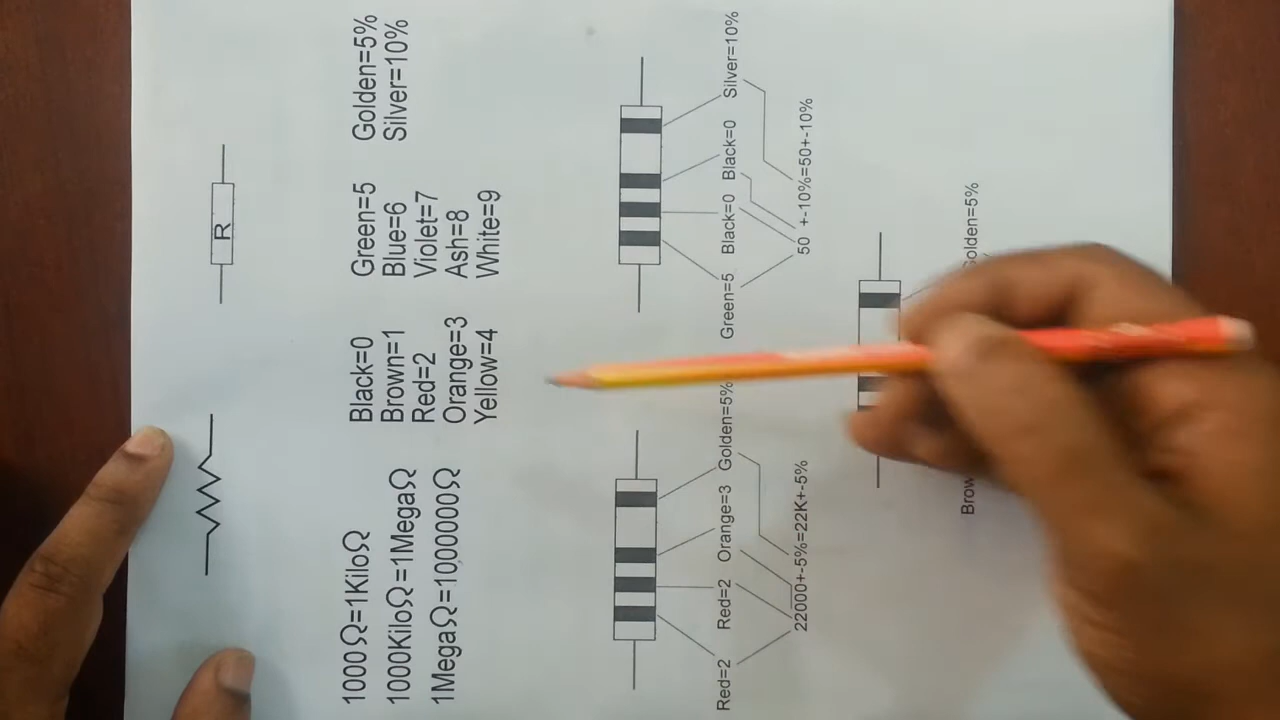 R
1000Ω=1KiloΩ
1000KiloΩ=1MegaΩ
1MegaΩ=10,00000Ω
Black=0
Brown=1
Red=2
Orange=3
Yellow=4
Green=5
Blue=6
Violet=7
Ash=8
White=9
Golden=5%
Silver=10%
Red=2 Red=2 Orange=3 Golden=5%
22000+-5%=22K+-5%
Green=5 Black=0 Black=0 Silver=10%
50 +-10%=50+-10%
Golden=5%